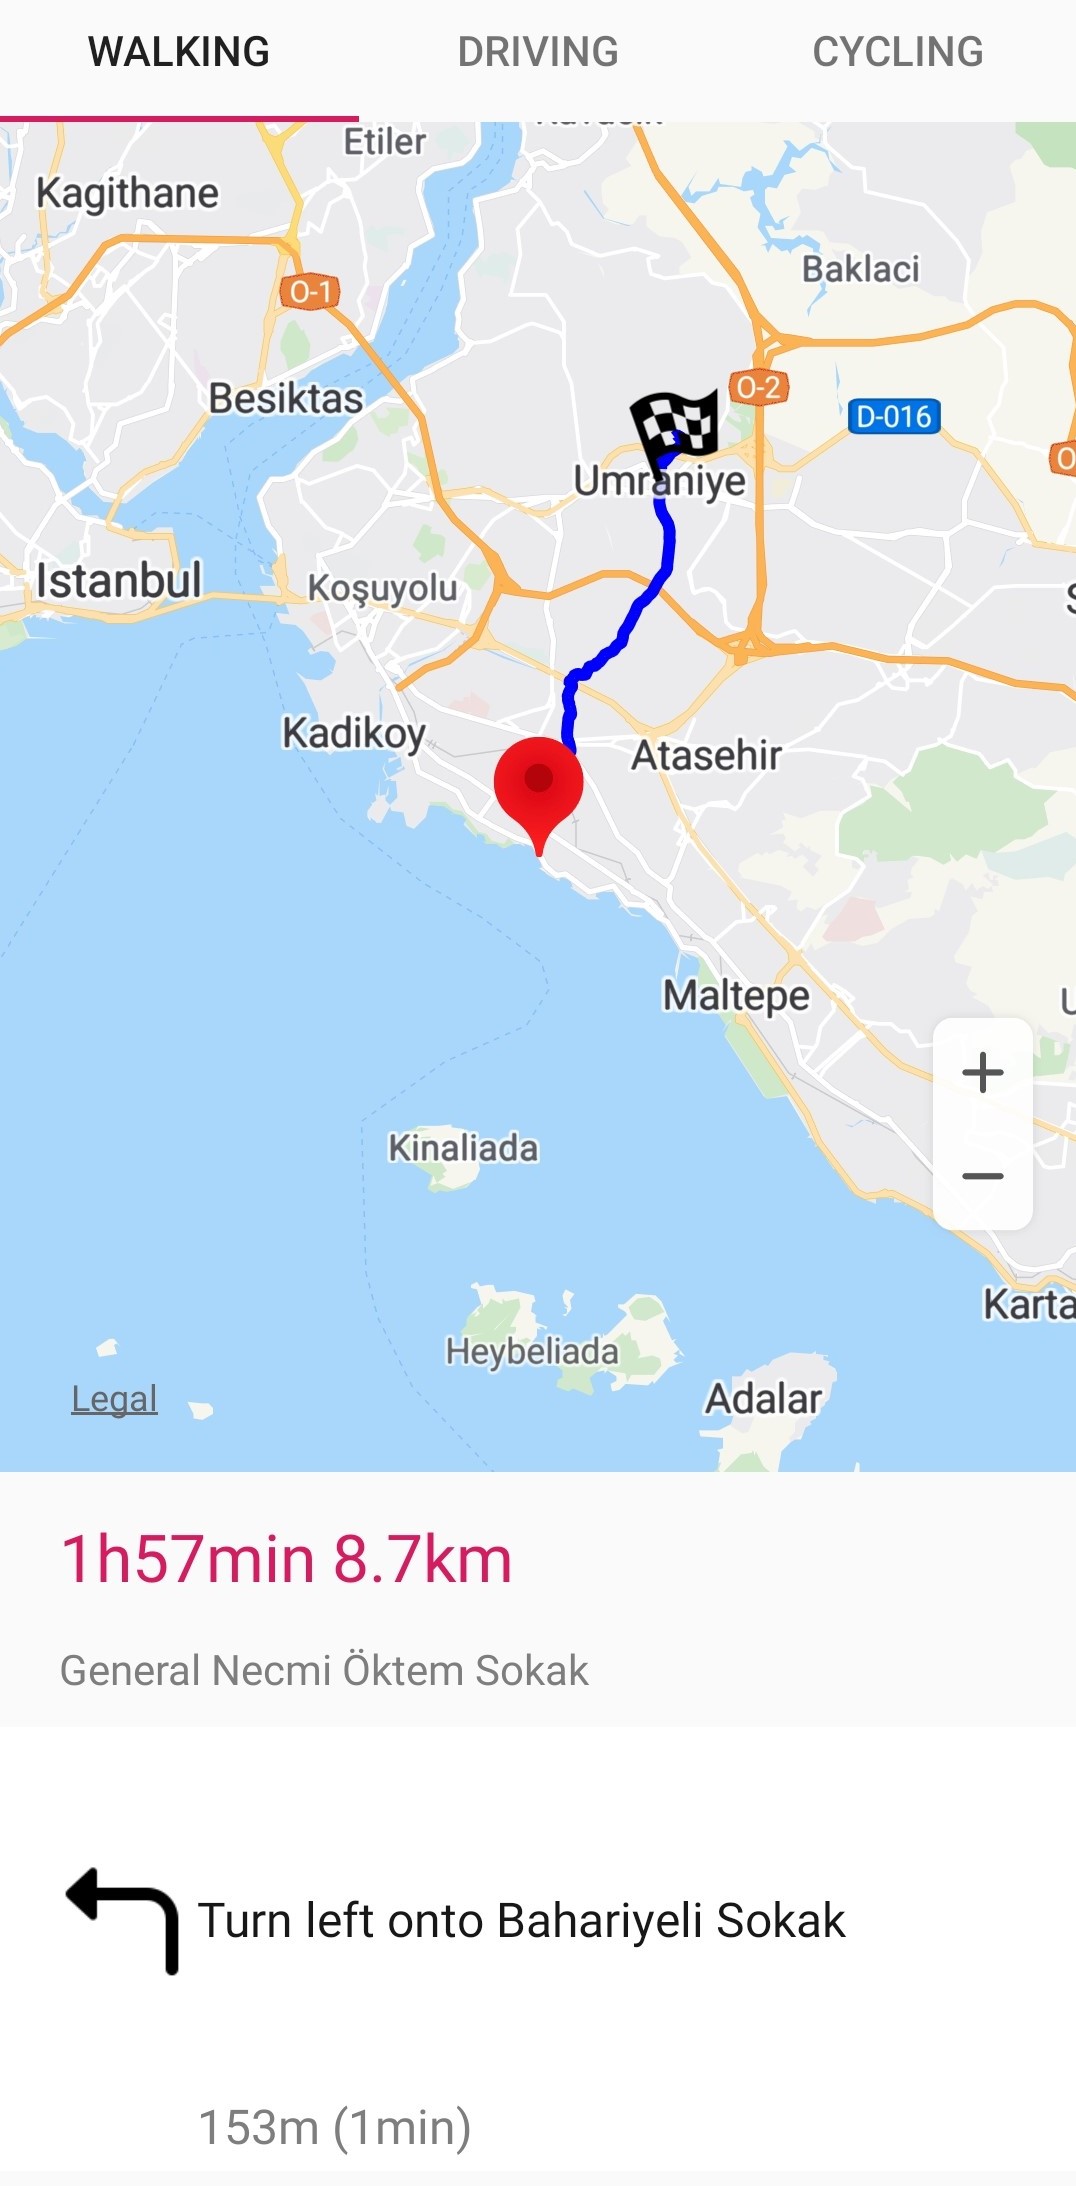 WALKING DRIVING CYCLING
Etiler
Kagithane
Baklaci
O-1
O-2
Besiktas
D-016
Umraniye
Istanbul
Koşuyolu
Kadikoy
Atasehir
Maltepe
+
Kinaliada
−
Karta
Heybeliada
Adalar
Legal
1h57min 8.7km
General Necmi Öktem Sokak
Turn left onto Bahariyeli Sokak
153m (1min)